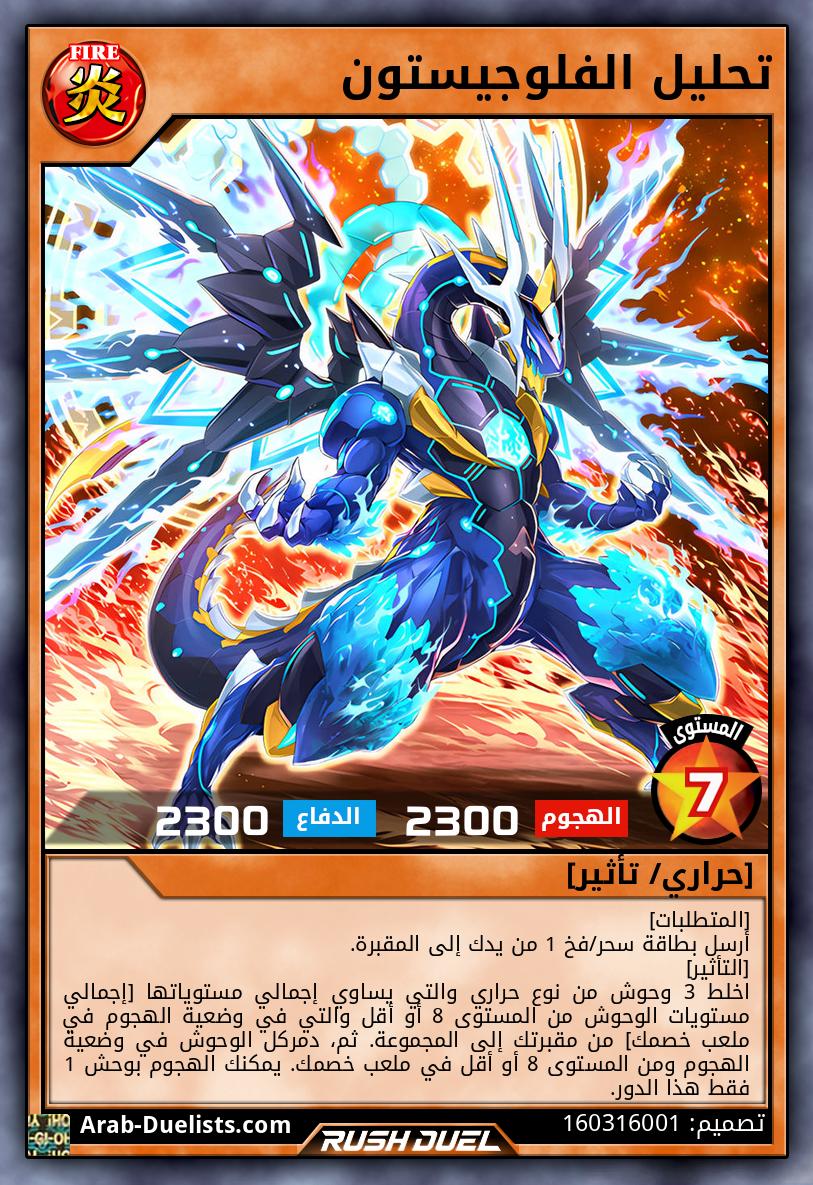 FIRE
炎
تحليل الفلوجيستون
المستوى
7
الهجوم 2300 الدفاع 2300
[حراري/ تأثير]
[المتطلبات]
أرسل بطاقة سحر/فخ 1 من يدك إلى المقبرة.
[التأثير]
اخلط 3 وحوش من نوع حراري والتي يساوي إجمالي مستوياتها [إجمالي
مستويات الوحوش من المستوى 8 أو أقل والتي في وضعية الهجوم في
ملعب خصمك] من مقبرتك إلى المجموعة. ثم، دمركل الوحوش في وضعية
الهجوم ومن المستوى 8 أو أقل في ملعب خصمك. يمكنك الهجوم بوحش 1
فقط هذا الدور.
تصميم: 160316001
RUSH DUEL
Arab-Duelists.com